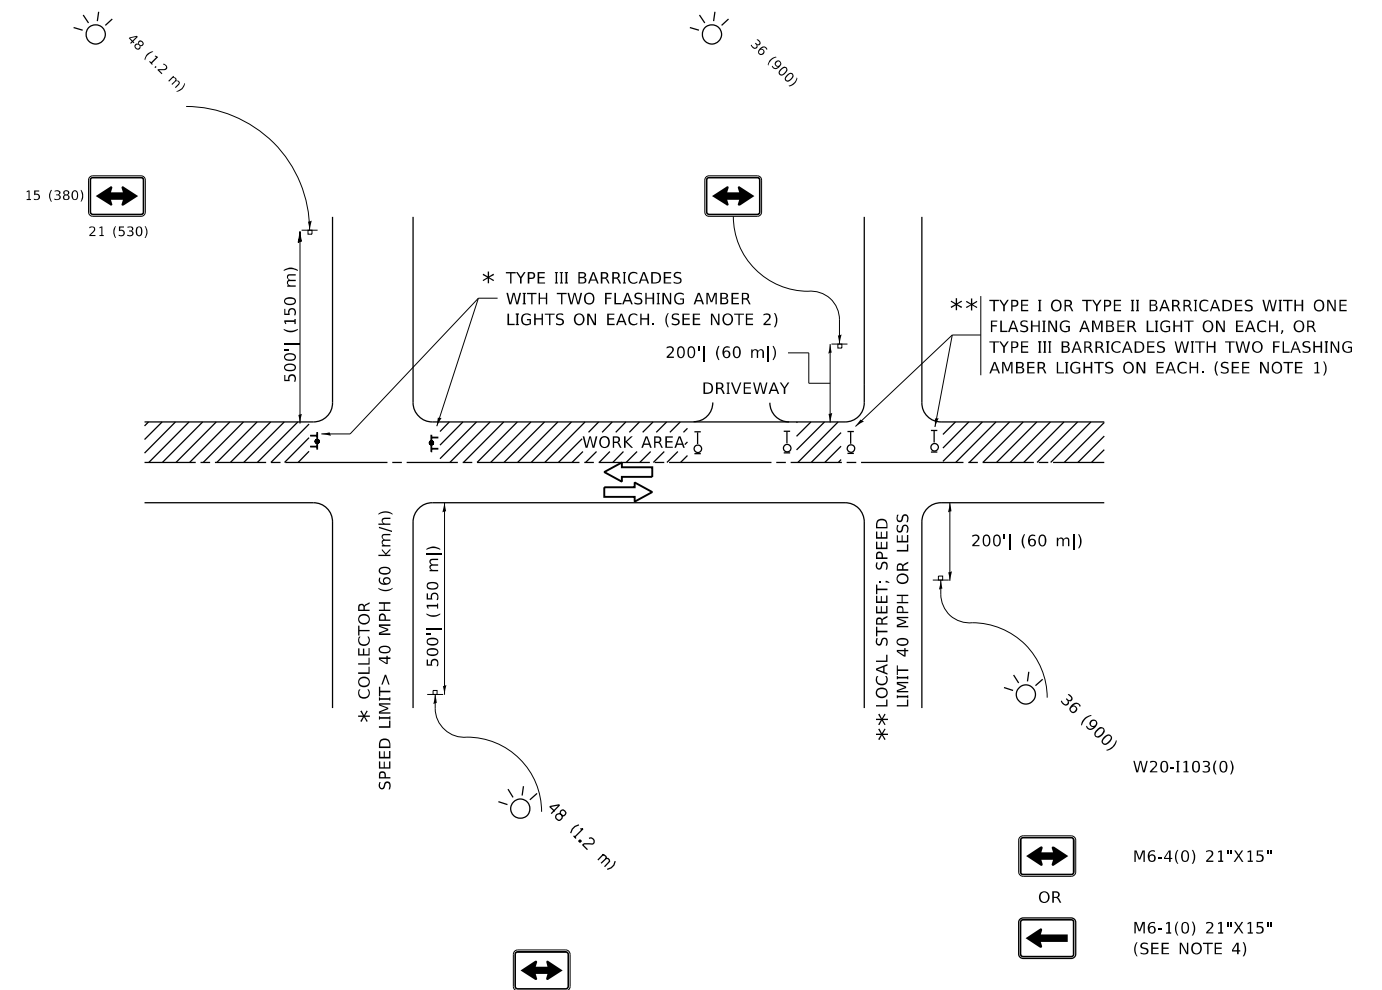 48 (1.2 m)
36 (900)
15 (380)
21 (530)
500'| (150 m)
* TYPE III BARRICADES
WITH TWO FLASHING AMBER
LIGHTS ON EACH. (SEE NOTE 2)
** TYPE I OR TYPE II BARRICADES WITH ONE
FLASHING AMBER LIGHT ON EACH, OR
TYPE III BARRICADES WITH TWO FLASHING
AMBER LIGHTS ON EACH. (SEE NOTE 1)
200'| (60 m|)
DRIVEWAY
WORK AREA
* COLLECTOR
SPEED LIMIT> 40 MPH (60 km/h)
500'| (150 m|)
** LOCAL STREET; SPEED
LIMIT 40 MPH OR LESS
200'| (60 m|)
36 (900)
48 (1.2 m)
W20-I103(0)
M6-4(0) 21"X15"
OR
M6-1(0) 21"X15"
(SEE NOTE 4)